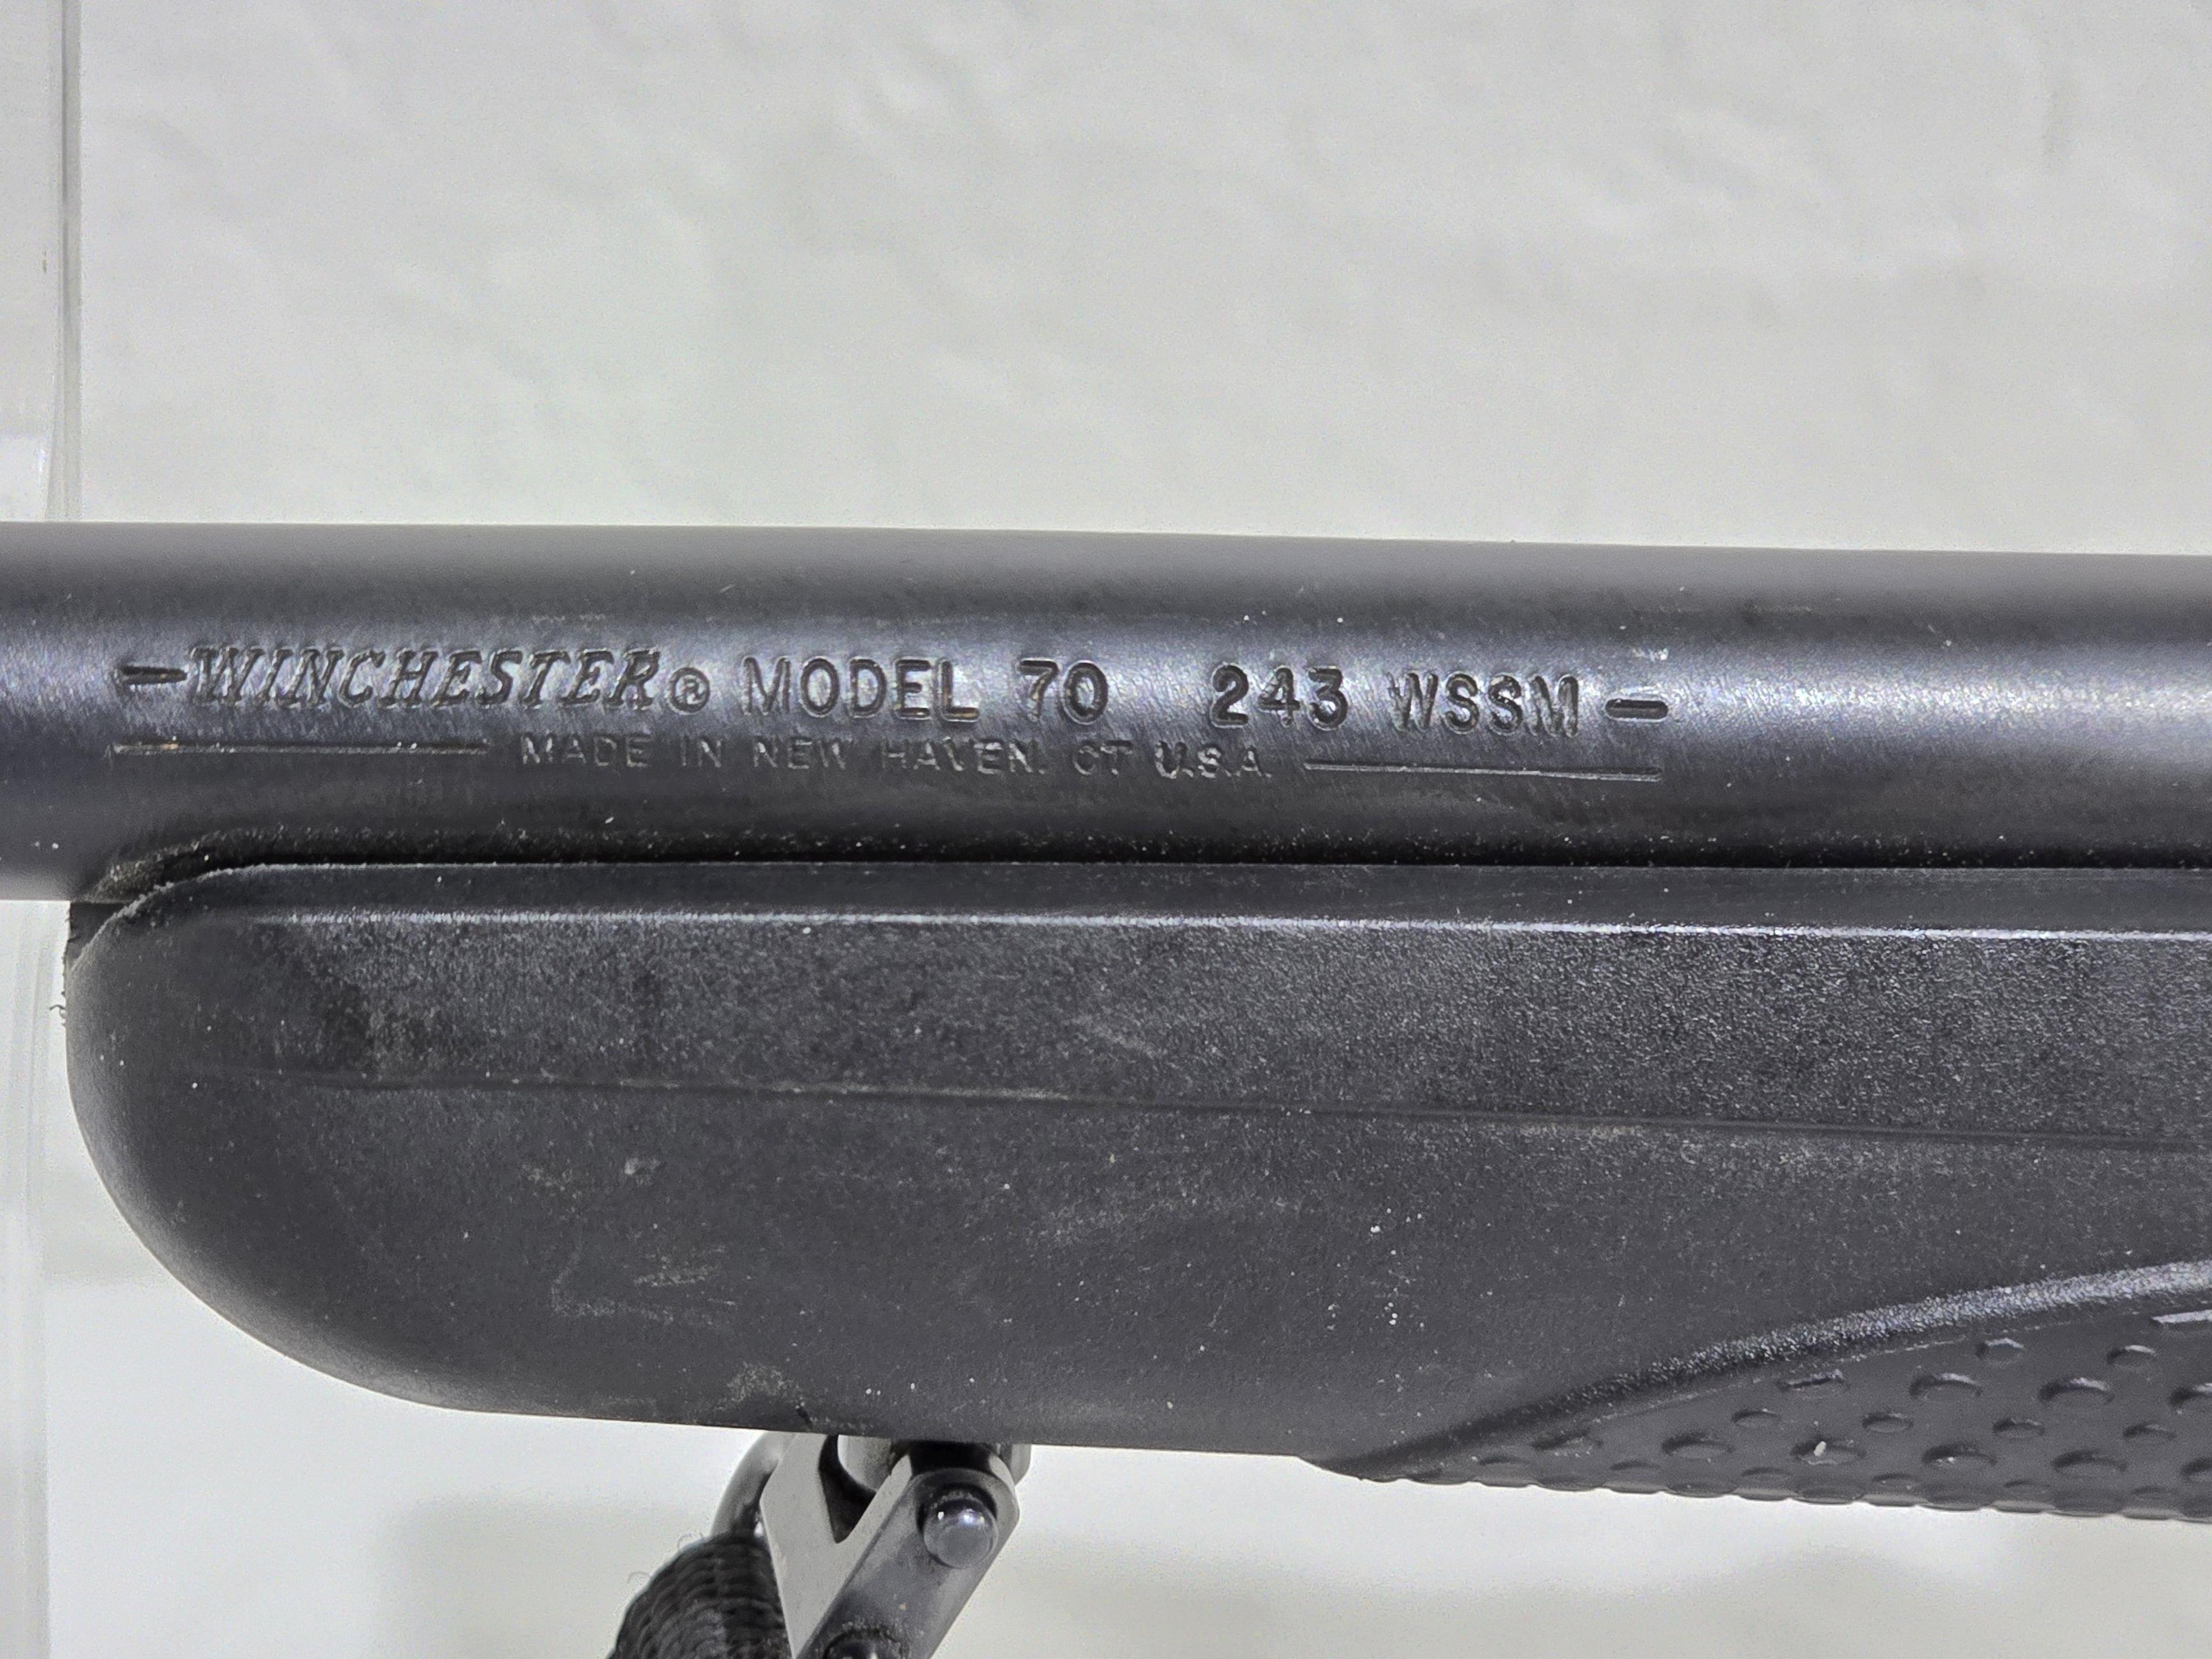 -WINCHESTER® MODEL 70 243 WSSM-
MADE IN NEW HAVEN. CT U.S.A.